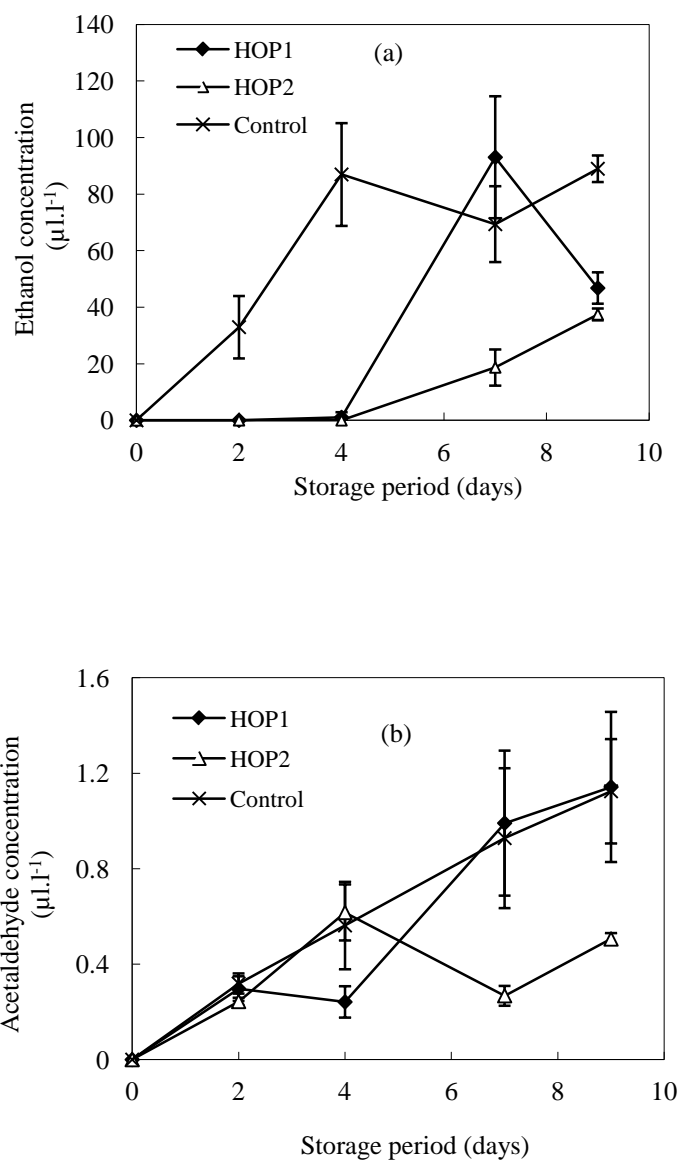 140
120
100
80
60
40
20
0
HOP1
HOP2
Control
(a)
Ethanol concentration
(µl.l-1)
0 2 4 6 8 10
Storage period (days)
1.6
1.2
0.8
0.4
0
HOP1
HOP2
Control
(b)
Acetaldehyde concentration
(µl.l-1)
0 2 4 6 8 10
Storage period (days)